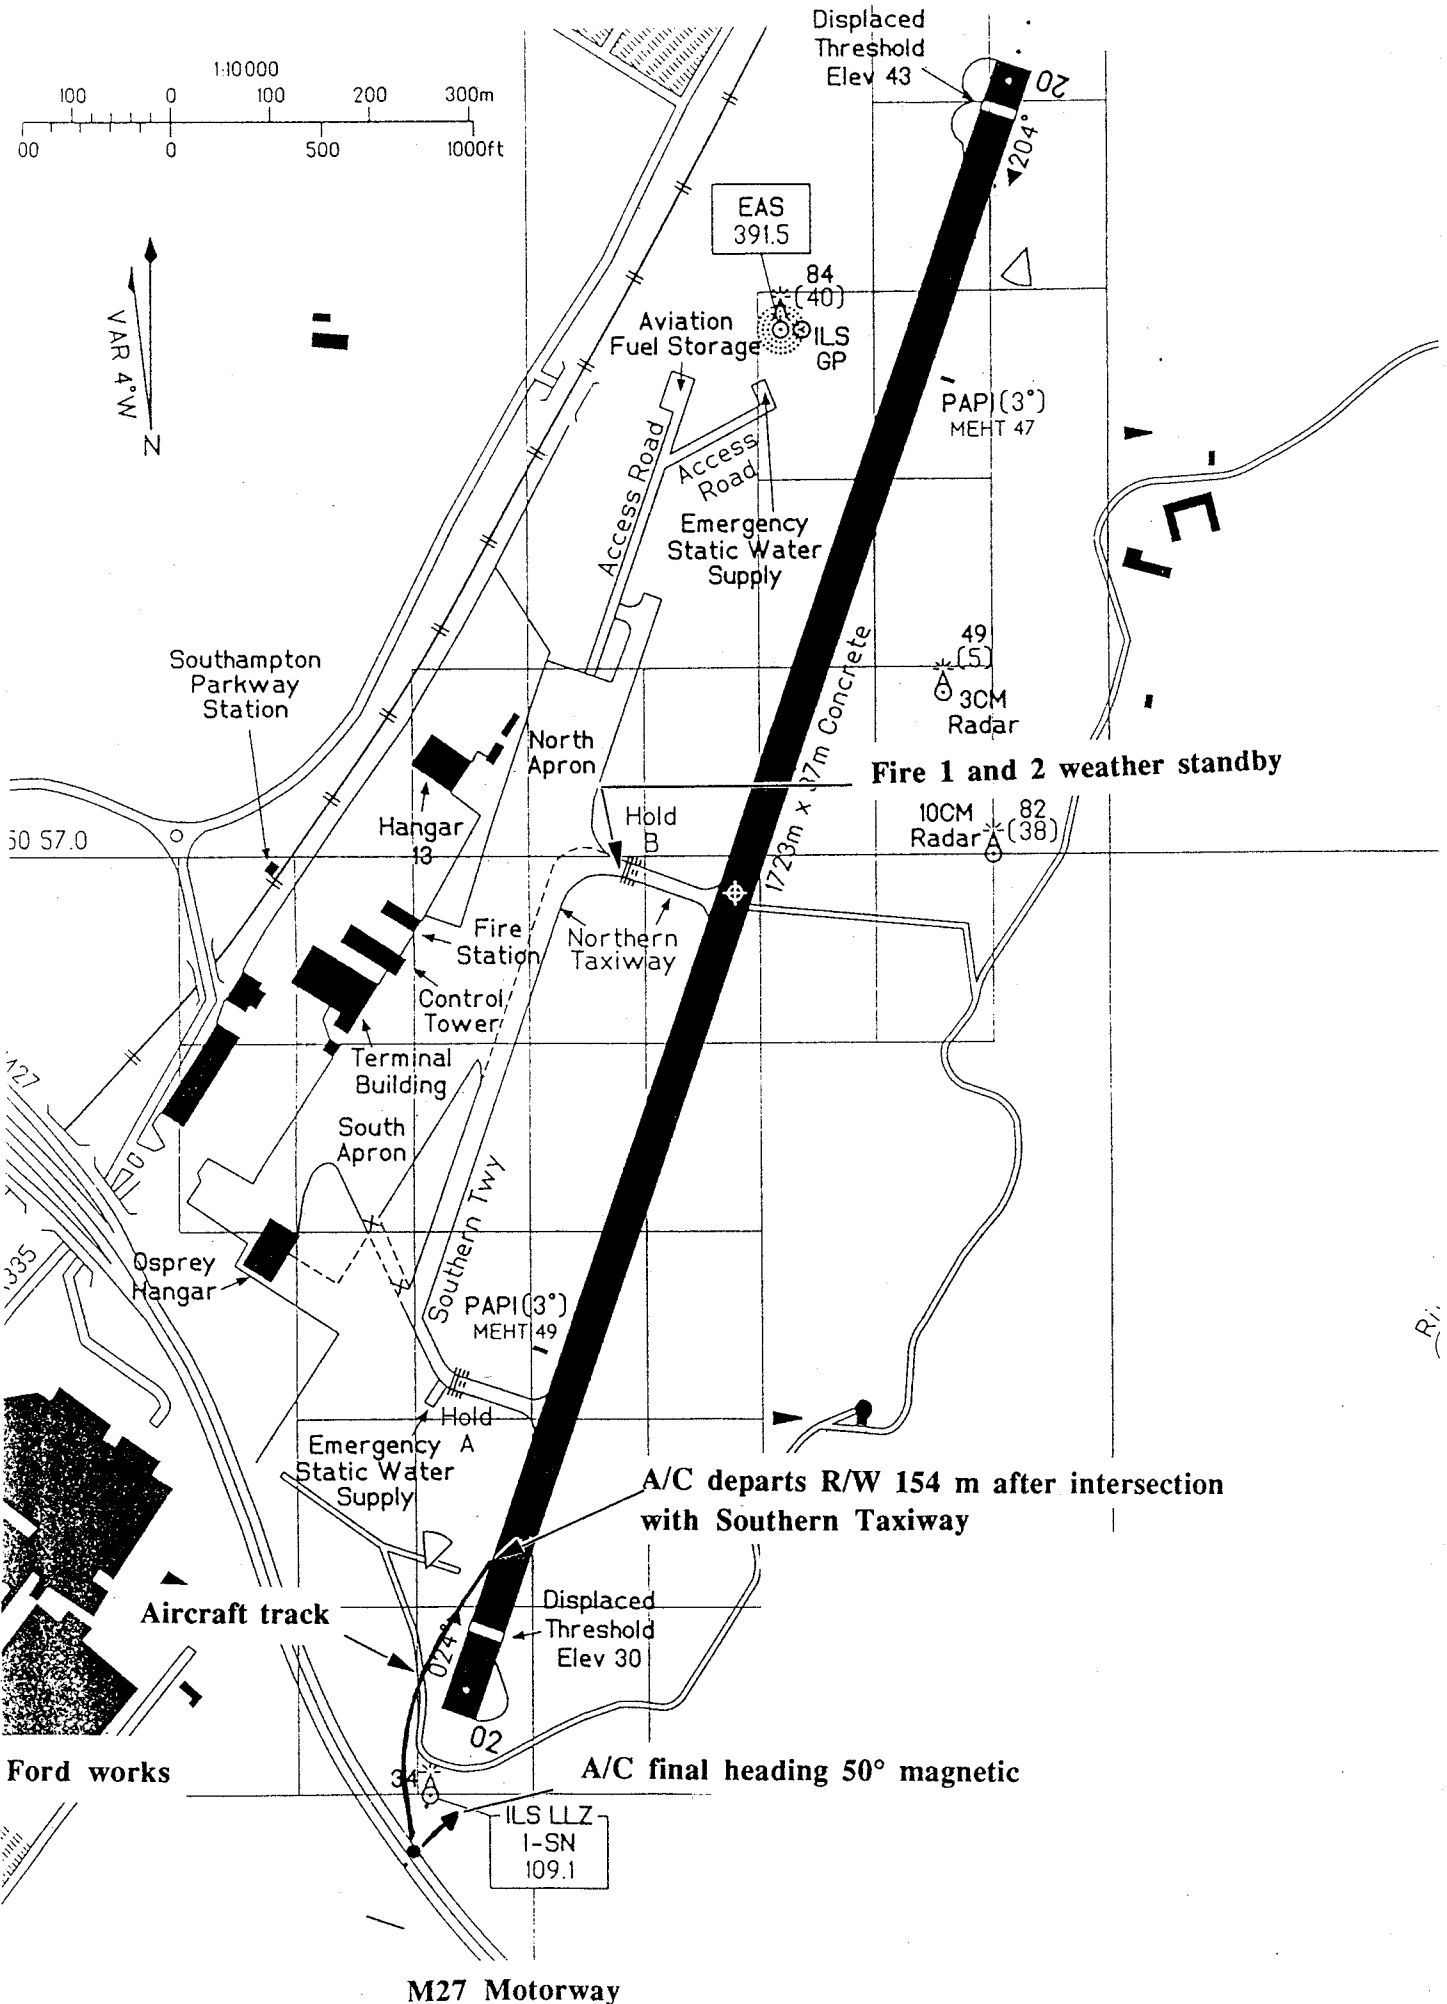 Displaced
Threshold
Elev 43
20
204°
1:10000
100 0 100 200 300m
00 0 500 1000ft
VAR 4°W
N
EAS
391.5
84
(40)
ILS
GP
Aviation
Fuel Storage
PAPI (3°)
MEHT 47
Access Road
Access
Road
Emergency
Static Water
Supply
Southampton
Parkway
Station
49
(5)
3CM
Radar
North
Apron
1723m x 37m Concrete
Fire 1 and 2 weather standby
10CM
Radar
82
(38)
Hangar
13
Hold
B
50 57.0
Fire
Station
Northern
Taxiway
Control
Tower
Terminal
Building
South
Apron
Southern Twy
Osprey
Hangar
PAPI (3°)
MEHT 49
Hold
A
Emergency
Static Water
Supply
A/C departs R/W 154 m after intersection
with Southern Taxiway
Aircraft track
024°
Displaced
Threshold
Elev 30
02
Ford works
34
A/C final heading 50° magnetic
ILS LLZ
I-SN
109.1
M27 Motorway